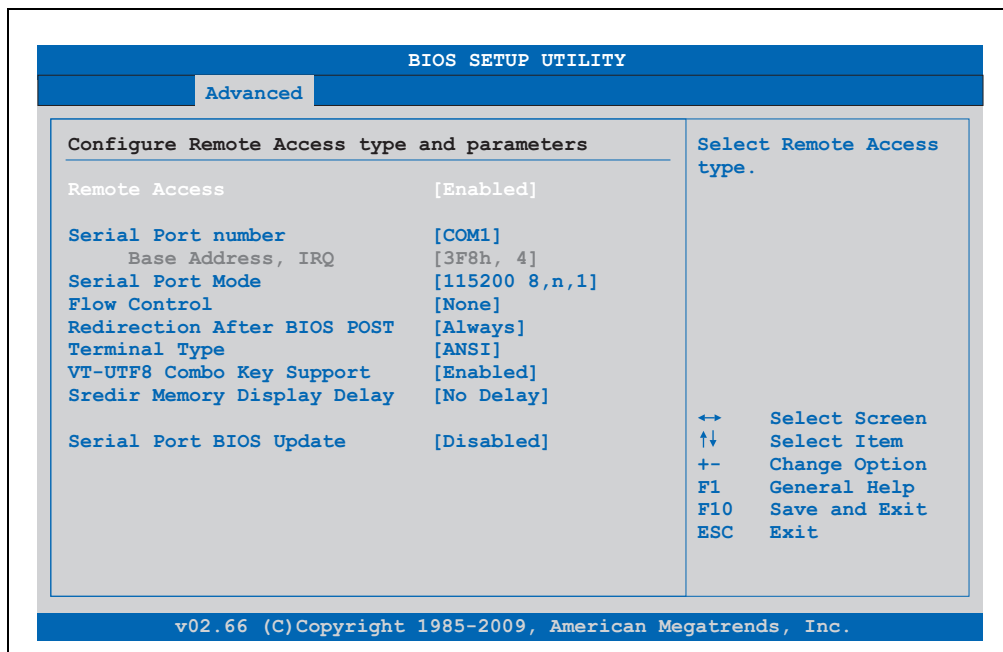 BIOS SETUP UTILITY
Advanced
Configure Remote Access type and parameters
Remote Access [Enabled]
Serial Port number [COM1]
Base Address, IRQ [3F8h, 4]
Serial Port Mode [115200 8,n,1]
Flow Control [None]
Redirection After BIOS POST [Always]
Terminal Type [ANSI]
VT-UTF8 Combo Key Support [Enabled]
Sredir Memory Display Delay [No Delay]
Serial Port BIOS Update [Disabled]
Select Remote Access
type.
↔ Select Screen
↑↓ Select Item
+- Change Option
F1 General Help
F10 Save and Exit
ESC Exit
v02.66 (C)Copyright 1985-2009, American Megatrends, Inc.